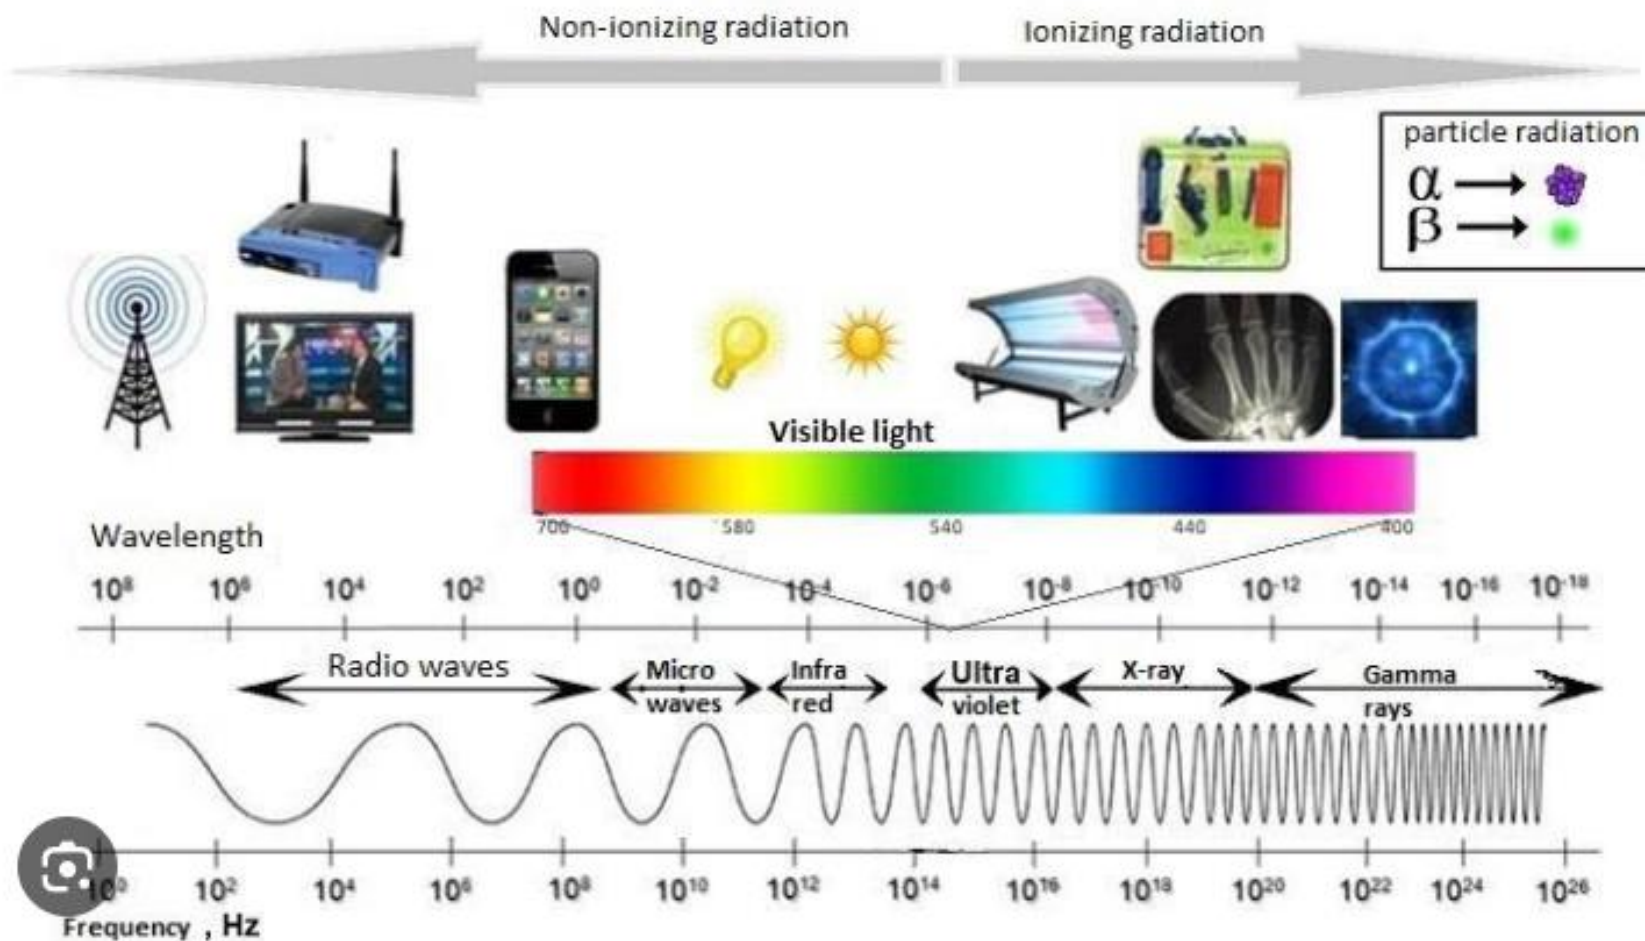 Non-ionizing radiation
Ionizing radiation
particle radiation
α
β
Visible light
700 580 540 440 400
Wavelength
10⁸ 10⁶ 10⁴ 10² 10⁰ 10⁻² 10⁻⁴ 10⁻⁶ 10⁻⁸ 10⁻¹⁰ 10⁻¹² 10⁻¹⁴ 10⁻¹⁶ 10⁻¹⁸
Radio waves
Micro
waves
Infra
red
Ultra
violet
X-ray
Gamma
rays
10⁰ 10² 10⁴ 10⁶ 10⁸ 10¹⁰ 10¹² 10¹⁴ 10¹⁶ 10¹⁸ 10²⁰ 10²² 10²⁴ 10²⁶
Frequency , Hz